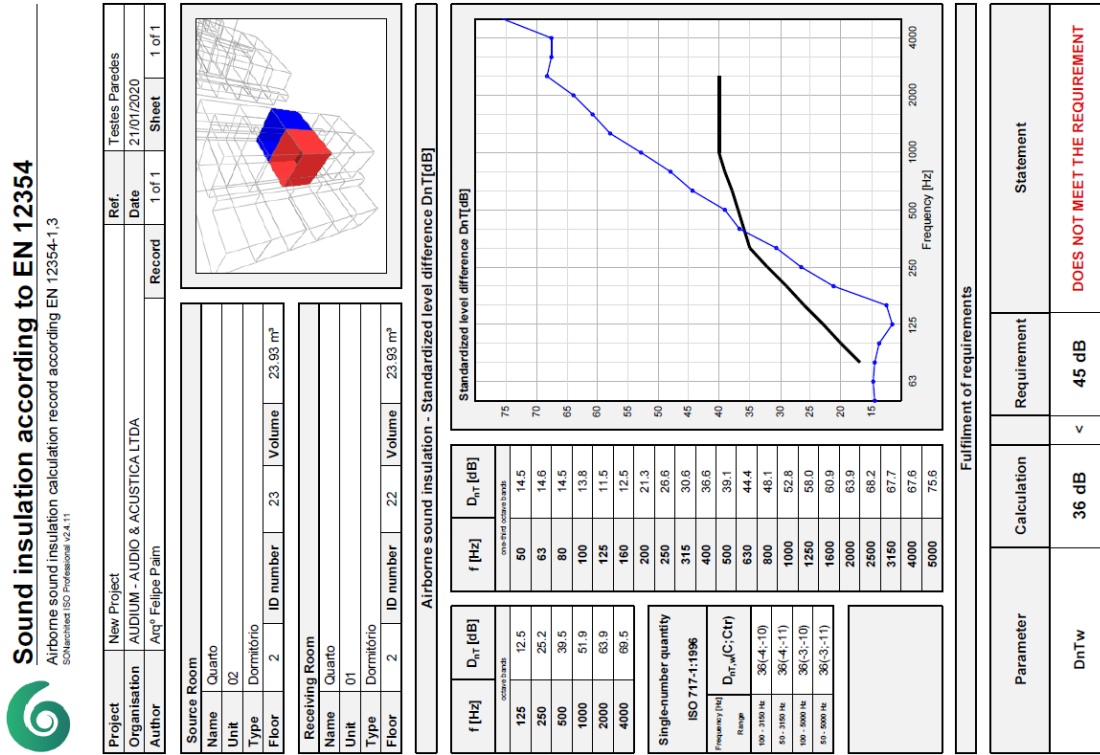 Sound insulation according to EN 12354
Airborne sound insulation calculation record according EN 12354-1,3
SONarchitect ISO Professional v2.4.11
Project New Project Ref. Testes Paredes
Organisation AUDIUM - AUDIO & ACUSTICA LTDA Date 21/01/2020
Author Arqº Felipe Paim Record 1 of 1 Sheet 1 of 1
Source Room
Name Quarto
Unit 02
Type Dormitório
Floor 2 ID number 23 Volume 23.93 m³
Receiving Room
Name Quarto
Unit 01
Type Dormitório
Floor 2 ID number 22 Volume 23.93 m³
Airborne sound insulation - Standardized level difference DnT[dB]
f [Hz] DnT [dB]
octave bands
125 12.5
250 25.2
500 39.5
1000 51.9
2000 63.9
4000 69.5
Single-number quantity
ISO 717-1:1996
Frequency [Hz] Range DnT,w(C;Ctr)
100 - 3150 Hz 36(-4;-10)
50 - 3150 Hz 36(-4;-11)
100 - 5000 Hz 36(-3;-10)
50 - 5000 Hz 36(-3;-11)
f [Hz] DnT [dB]
one-third octave bands
50 14.5
63 14.6
80 14.5
100 13.8
125 11.5
160 12.5
200 21.3
250 26.6
315 30.6
400 36.6
500 39.1
630 44.4
800 48.1
1000 52.8
1250 58.0
1600 60.9
2000 63.9
2500 68.2
3150 67.7
4000 67.6
5000 75.6
Standardized level difference DnT[dB]
75
70
65
60
55
50
45
40
35
30
25
20
15
63 125 250 500 1000 2000 4000
Frequency [Hz]
Fulfilment of requirements
Parameter Calculation Requirement Statement
DnTw 36 dB < 45 dB DOES NOT MEET THE REQUIREMENT